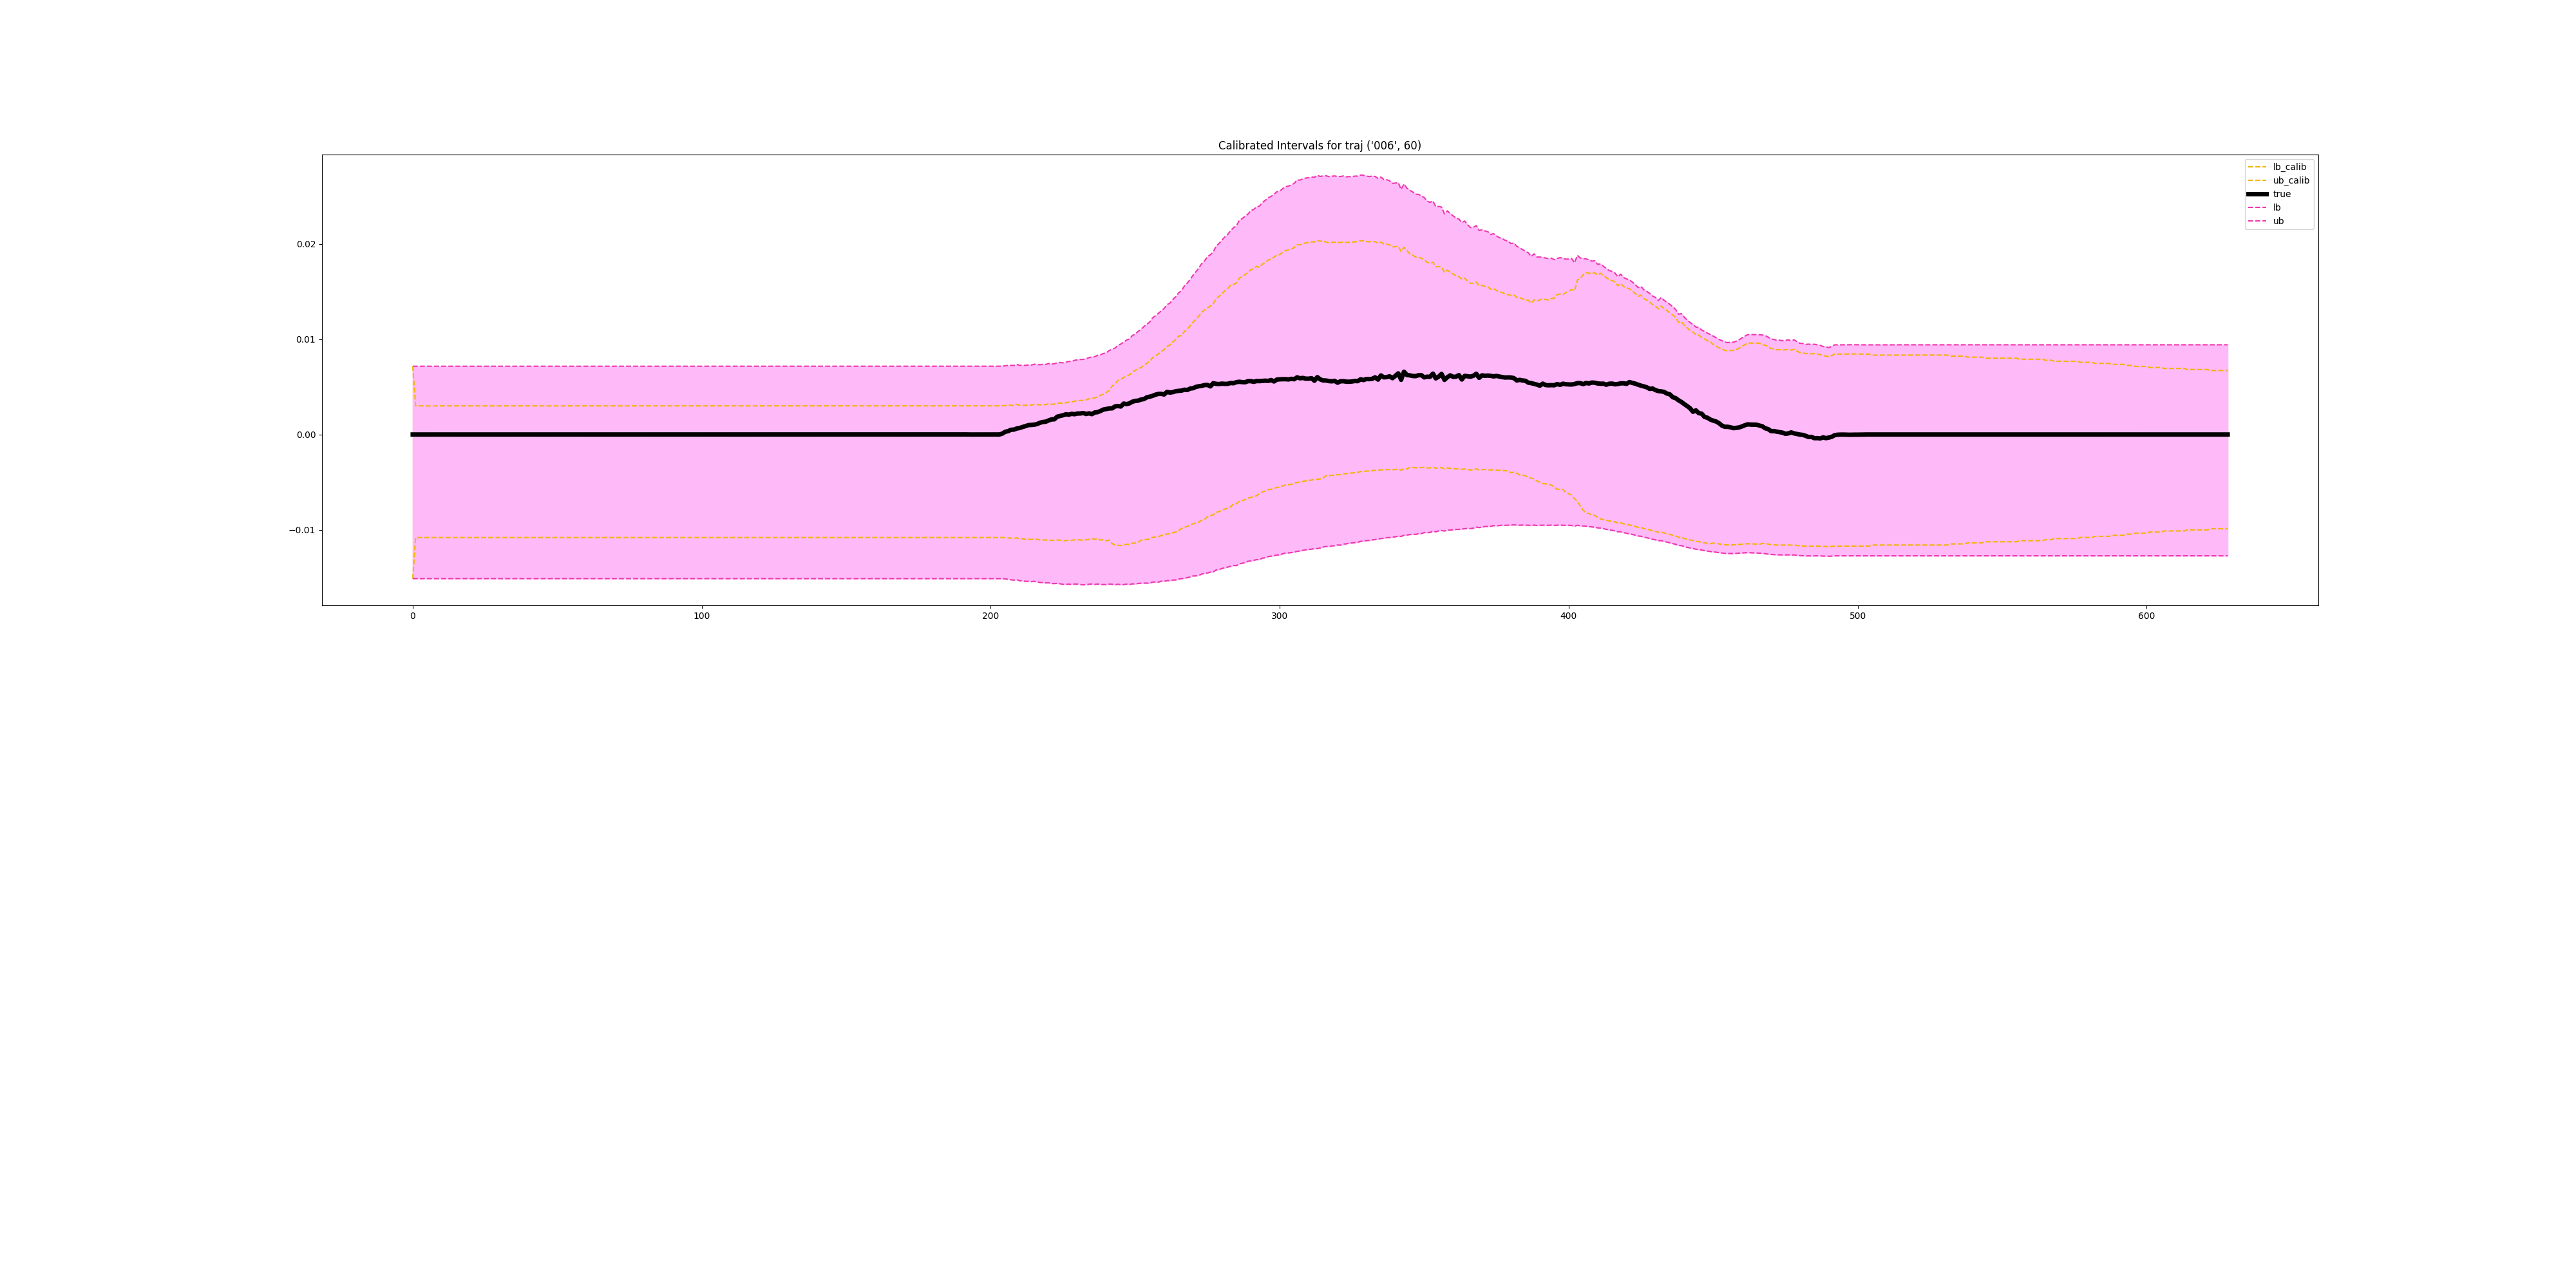 Calibrated Intervals for traj ('006', 60)
lb_calib
ub_calib
true
lb
ub
0.02
0.01
0.00
−0.01
0 100 200 300 400 500 600